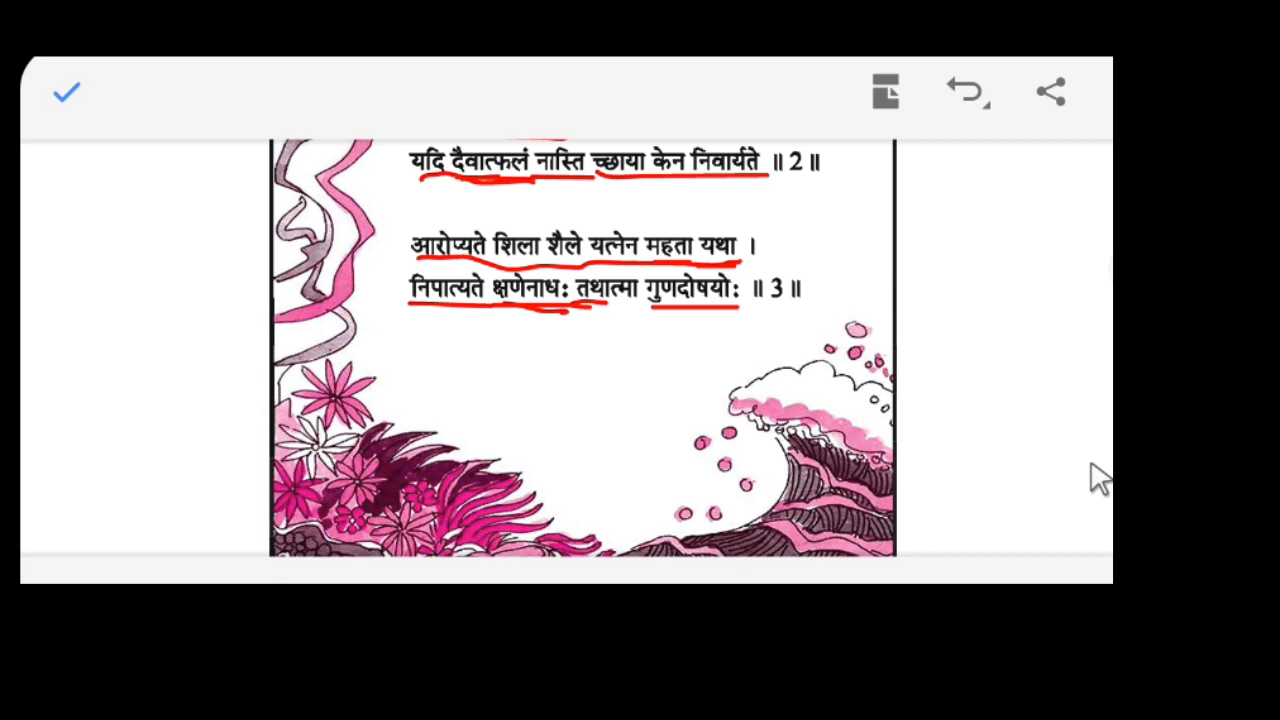 यदि दैवात्फलं नास्ति च्छाया केन निवार्यते ॥ 2 ॥
आरोप्यते शिला शैले यत्नेन महता यथा ।
निपात्यते क्षणेनाधः तथात्मा गुणदोषयोः ॥ 3 ॥